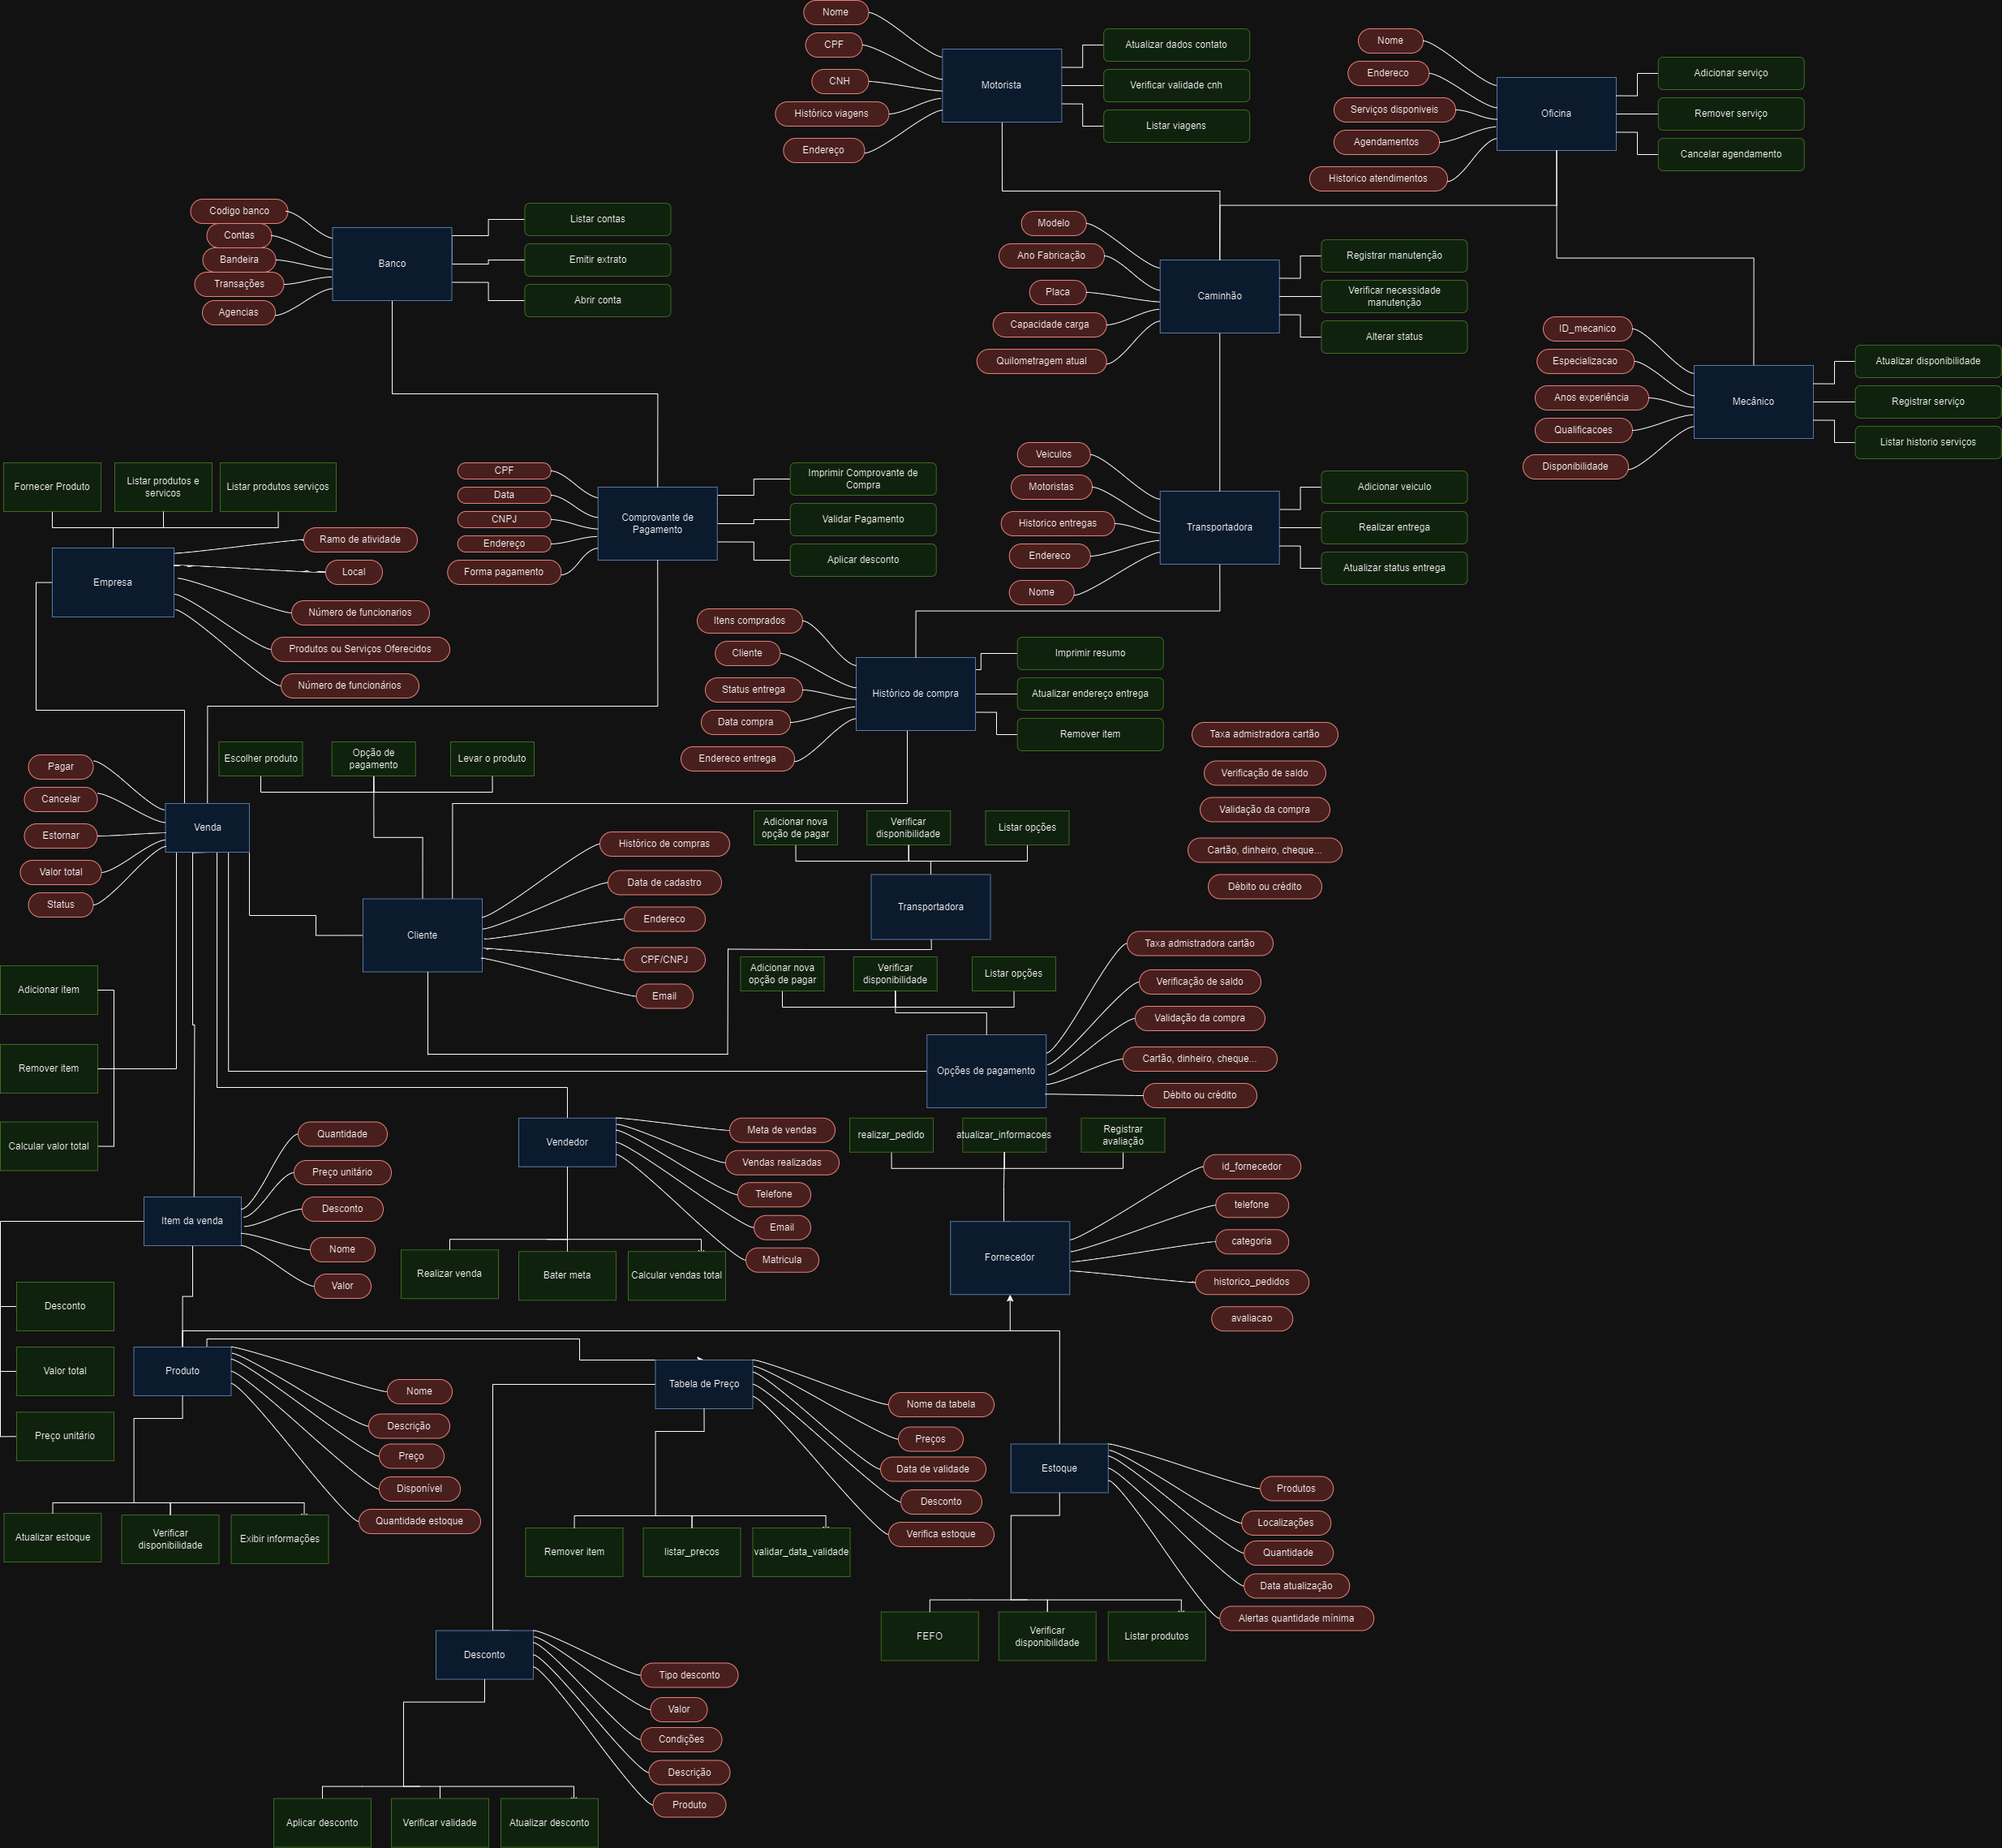 Nome
CPF
CNH
Histórico viagens
Endereço
Motorista
Atualizar dados contato
Verificar validade cnh
Listar viagens
Nome
Endereco
Serviços disponiveis
Agendamentos
Historico atendimentos
Oficina
Adicionar serviço
Remover serviço
Cancelar agendamento
Codigo banco
Contas
Bandeira
Transações
Agencias
Banco
Listar contas
Emitir extrato
Abrir conta
Modelo
Ano Fabricação
Placa
Capacidade carga
Quilometragem atual
Caminhão
Registrar manutenção
Verificar necessidade
manutenção
Alterar status
ID_mecanico
Especializacao
Anos experiência
Qualificacoes
Disponibilidade
Mecânico
Atualizar disponibilidade
Registrar serviço
Listar historio serviços
Fornecer Produto
Listar produtos e
servicos
Listar produtos serviços
Empresa
Ramo de atividade
Local
Número de funcionarios
Produtos ou Serviços Oferecidos
Número de funcionários
CPF
Data
CNPJ
Endereço
Forma pagamento
Comprovante de
Pagamento
Imprimir Comprovante de
Compra
Validar Pagamento
Aplicar desconto
Veiculos
Motoristas
Historico entregas
Endereco
Nome
Transportadora
Adicionar veiculo
Realizar entrega
Atualizar status entrega
Itens comprados
Cliente
Status entrega
Data compra
Endereco entrega
Histórico de compra
Imprimir resumo
Atualizar endereço entrega
Remover item
Taxa admistradora cartão
Verificação de saldo
Validação da compra
Cartão, dinheiro, cheque...
Débito ou crédito
Pagar
Cancelar
Estornar
Valor total
Status
Venda
Escolher produto
Opção de
pagamento
Levar o produto
Cliente
Histórico de compras
Data de cadastro
Endereco
CPF/CNPJ
Email
Adicionar nova
opção de pagar
Verificar
disponibilidade
Listar opções
Transportadora
Adicionar nova
opção de pagar
Verificar
disponibilidade
Listar opções
Opções de pagamento
Taxa admistradora cartão
Verificação de saldo
Validação da compra
Cartão, dinheiro, cheque...
Débito ou crédito
Adicionar item
Remover item
Calcular valor total
Item da venda
Quantidade
Preço unitário
Desconto
Nome
Valor
Vendedor
Meta de vendas
Vendas realizadas
Telefone
Email
Matricula
Realizar venda
Bater meta
Calcular vendas total
realizar_pedido
atualizar_informacoes
Registrar
avaliação
Fornecedor
id_fornecedor
telefone
categoria
historico_pedidos
avaliacao
Desconto
Valor total
Preço unitário
Produto
Nome
Descrição
Preço
Disponível
Quantidade estoque
Atualizar estoque
Verificar
disponibilidade
Exibir informações
Tabela de Preço
Nome da tabela
Preços
Data de validade
Desconto
Verifica estoque
Remover item
listar_precos
validar_data_validade
Estoque
Produtos
Localizações
Quantidade
Data atualização
Alertas quantidade mínima
FEFO
Verificar
disponibilidade
Listar produtos
Desconto
Tipo desconto
Valor
Condições
Descrição
Produto
Aplicar desconto
Verificar validade
Atualizar desconto